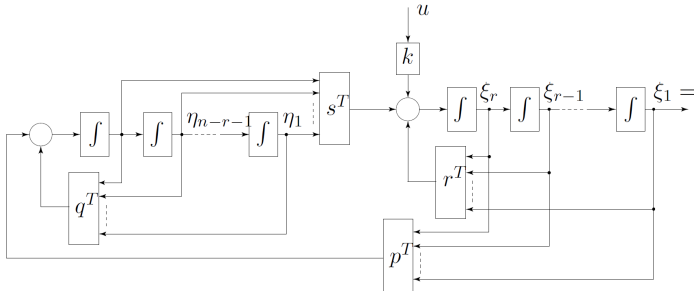 u
k
∫ ξ_r ∫ ξ_{r−1} ∫ ξ_1 =
∫ ∫ η_{n−r−1} ∫ η_1 s^T
q^T r^T
p^T